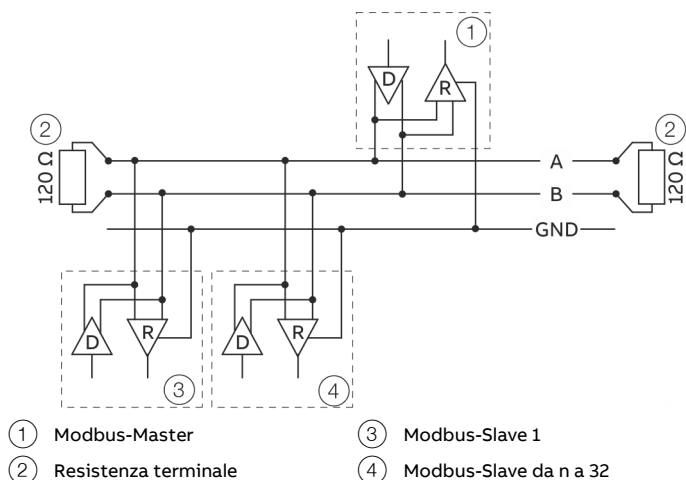 1
D
R
2
120 Ω
A
B
GND
2
120 Ω
D
R
3
D
R
4
1 Modbus-Master
3 Modbus-Slave 1
2 Resistenza terminale
4 Modbus-Slave da n a 32